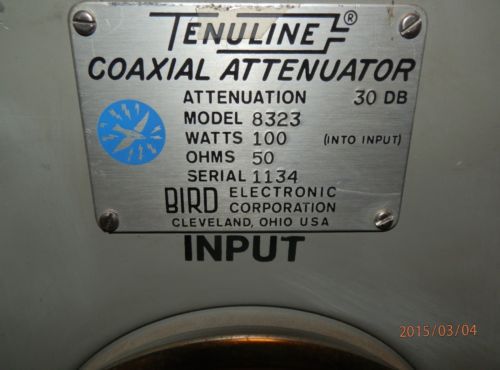 TENULINE ®
COAXIAL ATTENUATOR
ATTENUATION 30 DB
MODEL 8323
WATTS 100 (INTO INPUT)
OHMS 50
SERIAL 1134
BIRD ELECTRONIC CORPORATION
CLEVELAND, OHIO USA
INPUT
2015/03/04